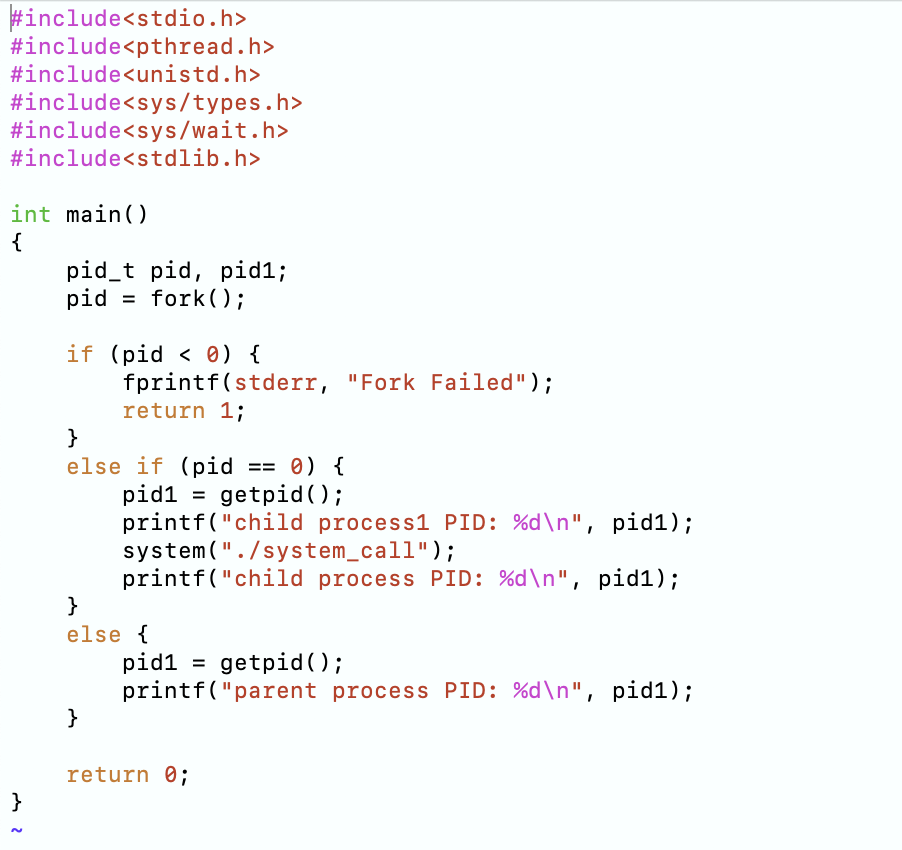 #include<stdio.h>
#include<pthread.h>
#include<unistd.h>
#include<sys/types.h>
#include<sys/wait.h>
#include<stdlib.h>

int main()
{
    pid_t pid, pid1;
    pid = fork();

    if (pid < 0) {
        fprintf(stderr, "Fork Failed");
        return 1;
    }
    else if (pid == 0) {
        pid1 = getpid();
        printf("child process1 PID: %d\n", pid1);
        system("./system_call");
        printf("child process PID: %d\n", pid1);
    }
    else {
        pid1 = getpid();
        printf("parent process PID: %d\n", pid1);
    }

    return 0;
}
~